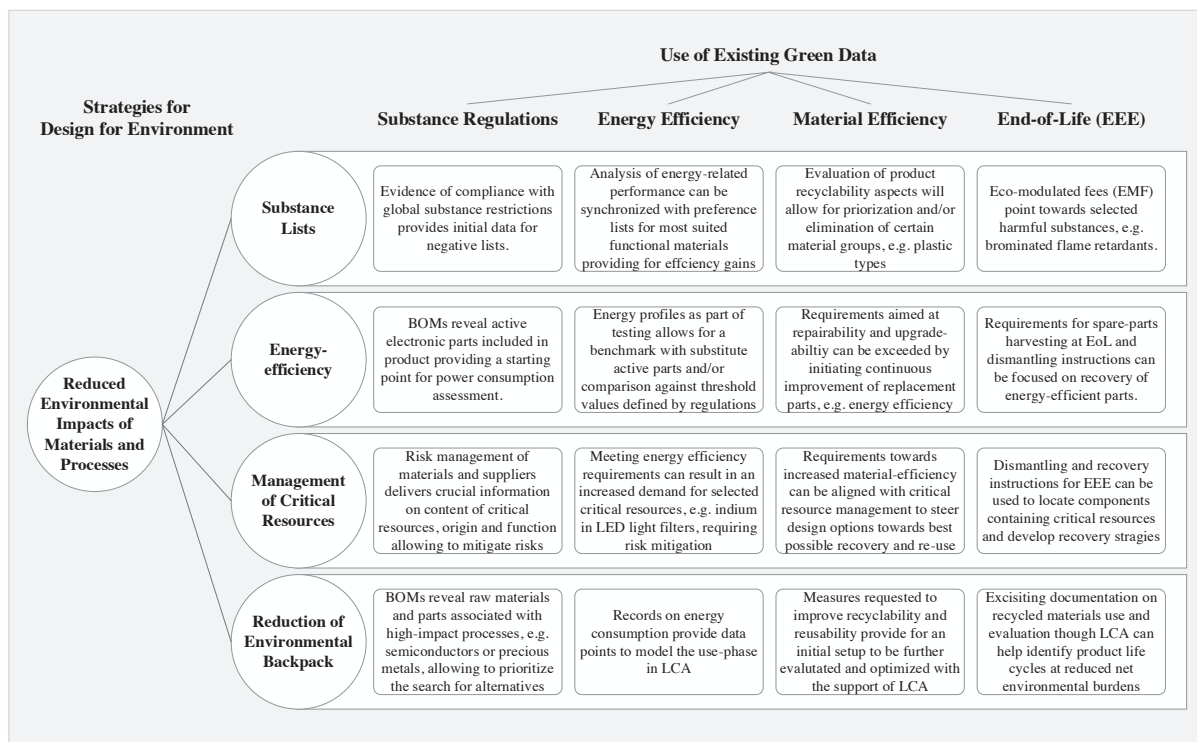 Use of Existing Green Data
Strategies for
Design for Environment
Substance Regulations
Energy Efficiency
Material Efficiency
End-of-Life (EEE)
Reduced
Environmental
Impacts of
Materials and
Processes
Substance
Lists
Evidence of compliance with
global substance restrictions
provides initial data for
negative lists.
Analysis of energy-related
performance can be
synchronized with preference
lists for most suited
functional materials
providing for effciency gains
Evaluation of product
recyclability aspects will
allow for priorization and/or
elimination of certain
material groups, e.g. plastic
types
Eco-modulated fees (EMF)
point towards selected
harmful substances, e.g.
brominated flame retardants.
Energy-
efficiency
BOMs reveal active
electronic parts included in
product providing a starting
point for power consumption
assessment.
Energy profiles as part of
testing allows for a
benchmark with substitute
active parts and/or
comparison against threshold
values defined by regulations
Requirements aimed at
repairability and upgrade-
abiltiy can be exceeded by
initiating continuous
improvement of replacement
parts, e.g. energy efficiency
Requirements for spare-parts
harvesting at EoL and
dismantling instructions can
be focused on recovery of
energy-efficient parts.
Management
of Critical
Resources
Risk management of
materials and suppliers
delivers crucial information
on content of critical
resources, origin and function
allowing to mitigate risks
Meeting energy efficiency
requirements can result in an
increased demand for selected
critical resources, e.g. indium
in LED light filters, requiring
risk mitigation
Requirements towards
increased material-efficiency
can be aligned with critical
resource management to steer
design options towards best
possible recovery and re-use
Dismantling and recovery
instructions for EEE can be
used to locate components
containing critical resources
and develop recovery stragies
Reduction of
Environmental
Backpack
BOMs reveal raw materials
and parts associated with
high-impact processes, e.g.
semiconductors or precious
metals, allowing to prioritize
the search for alternatives
Records on energy
consumption provide data
points to model the use-phase
in LCA
Measures requested to
improve recyclability and
reusability provide for an
initial setup to be further
evalutated and optimized with
the support of LCA
Excisiting documentation on
recycled materials use and
evaluation though LCA can
help identify product life
cycles at reduced net
environmental burdens